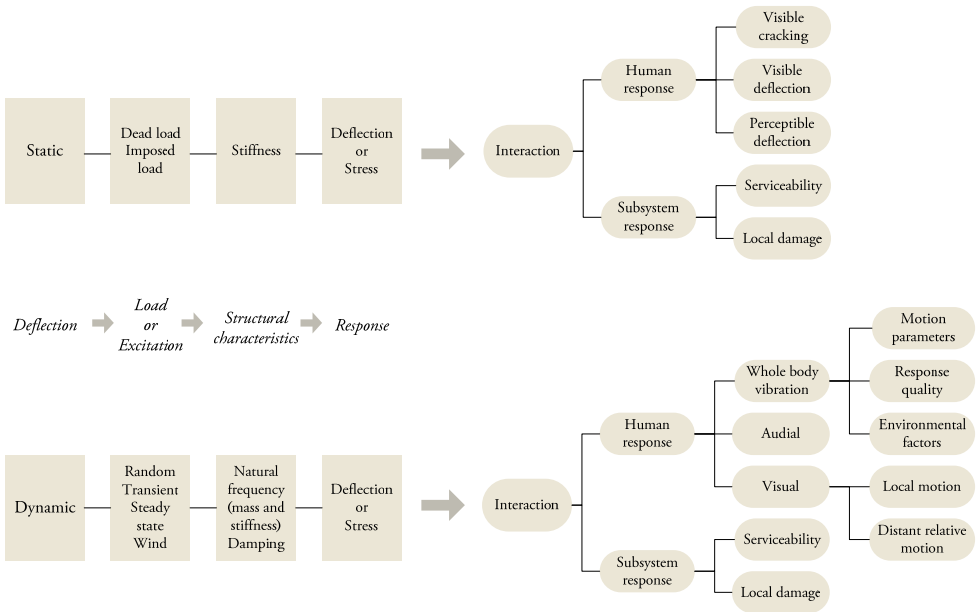 Static
Dead load
Imposed
load
Stiffness
Deflection
or
Stress
Interaction
Human
response
Visible
cracking
Visible
deflection
Perceptible
deflection
Subsystem
response
Serviceability
Local damage
Deflection
Load
or
Excitation
Structural
characteristics
Response
Dynamic
Random
Transient
Steady
state
Wind
Natural
frequency
(mass and
stiffness)
Damping
Deflection
or
Stress
Interaction
Human
response
Whole body
vibration
Motion
parameters
Response
quality
Environmental
factors
Audial
Visual
Local motion
Distant relative
motion
Subsystem
response
Serviceability
Local damage